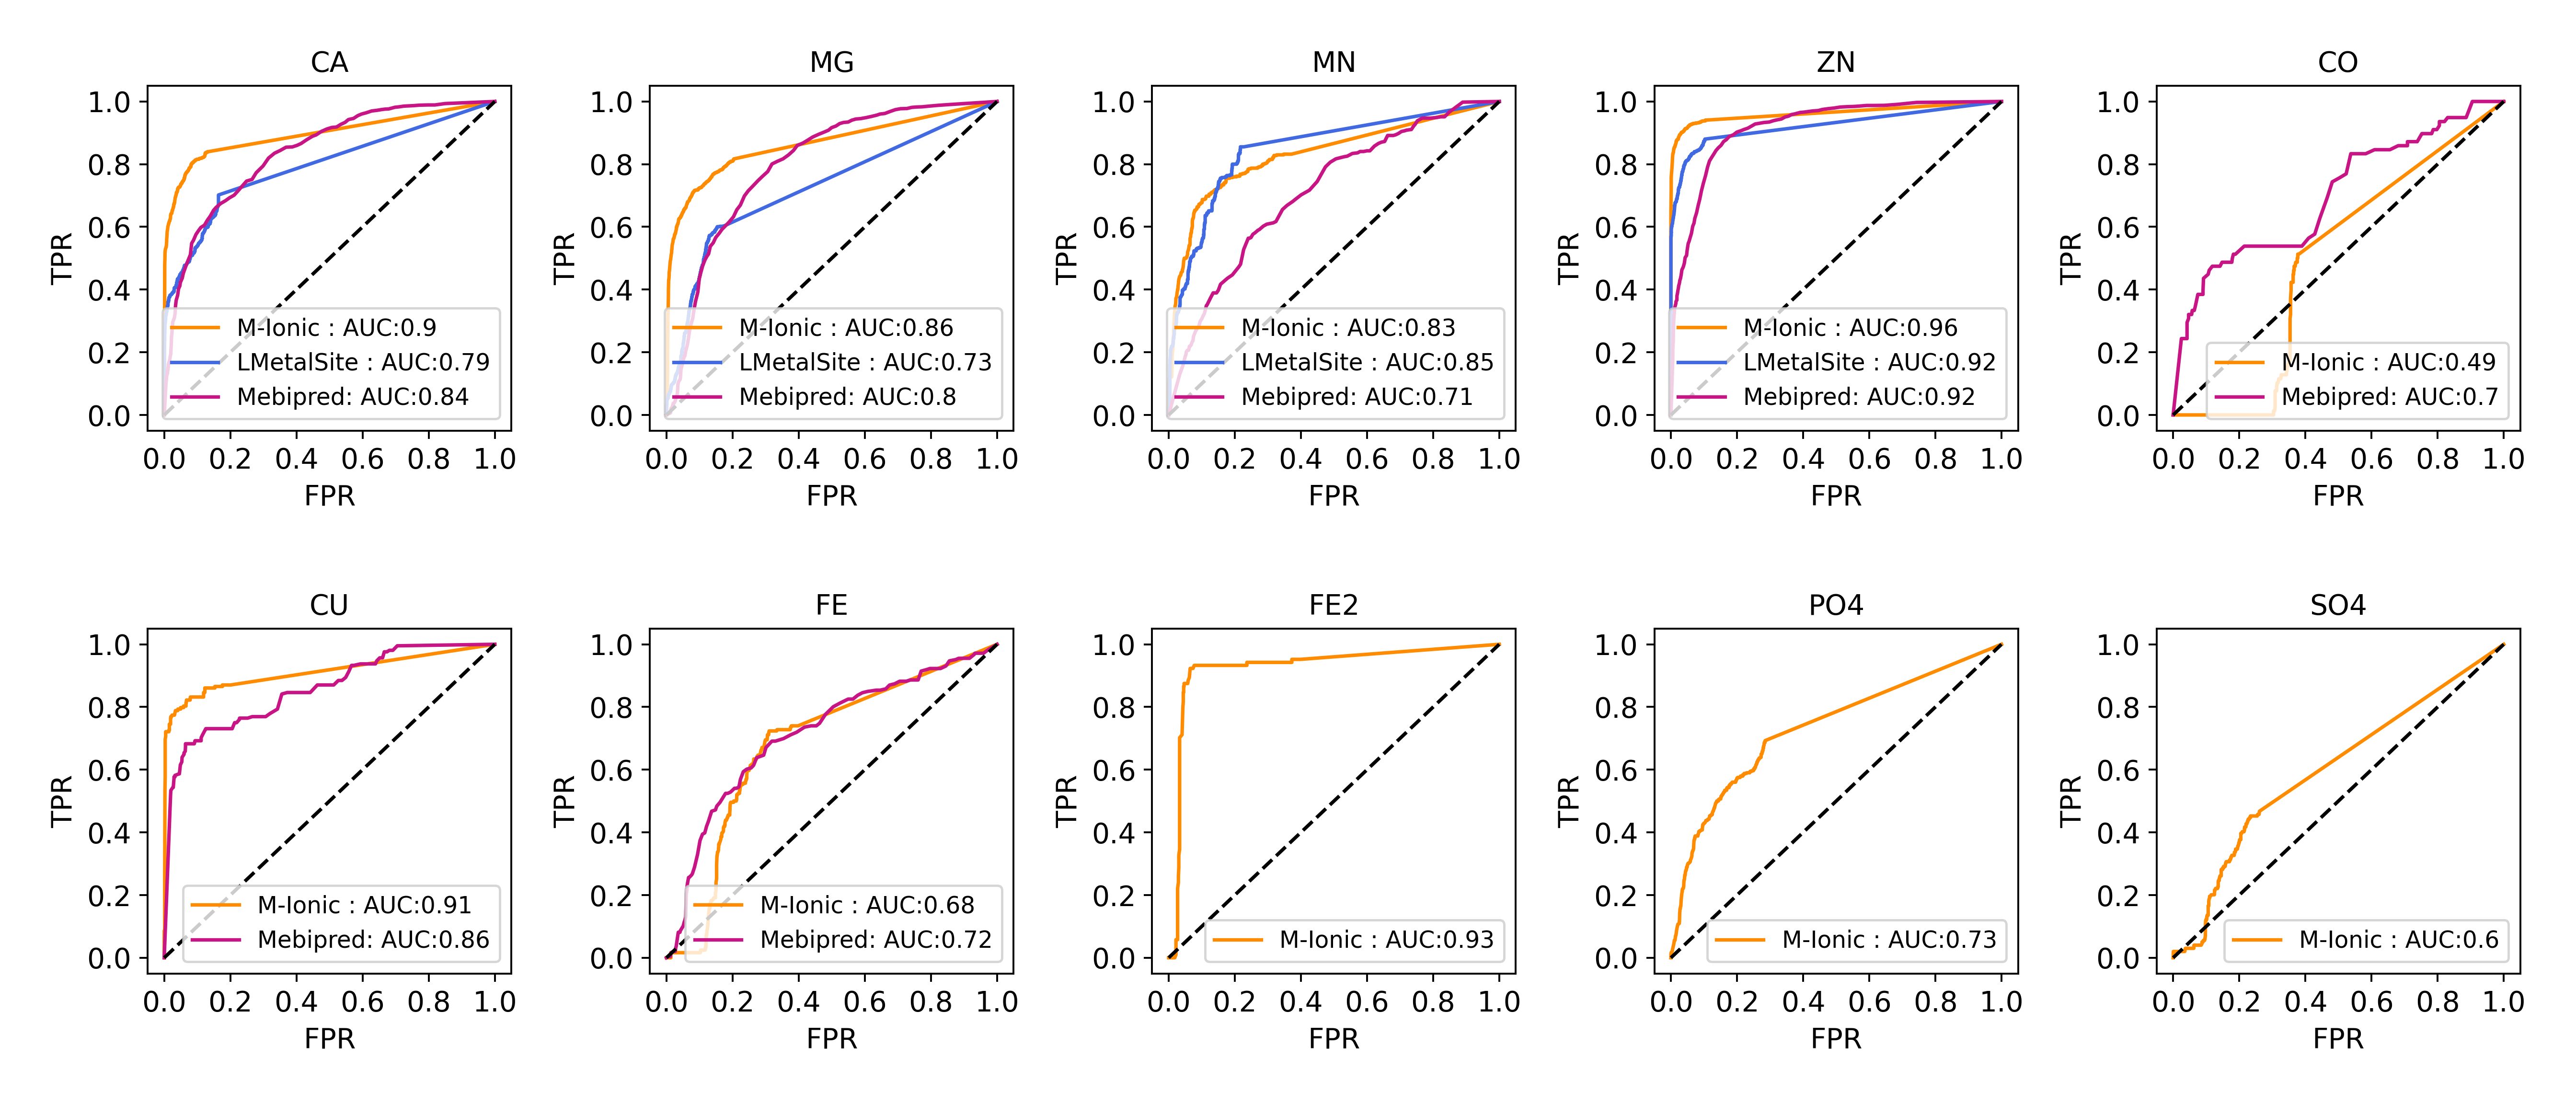 CA
MG
MN
ZN
CO
TPR
1.0
0.8
0.6
0.4
0.2
0.0
M-Ionic : AUC:0.9
LMetalSite : AUC:0.79
Mebipred: AUC:0.84
0.0 0.2 0.4 0.6 0.8 1.0
FPR
TPR
1.0
0.8
0.6
0.4
0.2
0.0
M-Ionic : AUC:0.86
LMetalSite : AUC:0.73
Mebipred: AUC:0.8
0.0 0.2 0.4 0.6 0.8 1.0
FPR
TPR
1.0
0.8
0.6
0.4
0.2
0.0
M-Ionic : AUC:0.83
LMetalSite : AUC:0.85
Mebipred: AUC:0.71
0.0 0.2 0.4 0.6 0.8 1.0
FPR
TPR
1.0
0.8
0.6
0.4
0.2
0.0
M-Ionic : AUC:0.96
LMetalSite : AUC:0.92
Mebipred: AUC:0.92
0.0 0.2 0.4 0.6 0.8 1.0
FPR
TPR
1.0
0.8
0.6
0.4
0.2
0.0
M-Ionic : AUC:0.49
Mebipred: AUC:0.7
0.0 0.2 0.4 0.6 0.8 1.0
FPR
CU
FE
FE2
PO4
SO4
TPR
1.0
0.8
0.6
0.4
0.2
0.0
M-Ionic : AUC:0.91
Mebipred: AUC:0.86
0.0 0.2 0.4 0.6 0.8 1.0
FPR
TPR
1.0
0.8
0.6
0.4
0.2
0.0
M-Ionic : AUC:0.68
Mebipred: AUC:0.72
0.0 0.2 0.4 0.6 0.8 1.0
FPR
TPR
1.0
0.8
0.6
0.4
0.2
0.0
M-Ionic : AUC:0.93
0.0 0.2 0.4 0.6 0.8 1.0
FPR
TPR
1.0
0.8
0.6
0.4
0.2
0.0
M-Ionic : AUC:0.73
0.0 0.2 0.4 0.6 0.8 1.0
FPR
TPR
1.0
0.8
0.6
0.4
0.2
0.0
M-Ionic : AUC:0.6
0.0 0.2 0.4 0.6 0.8 1.0
FPR